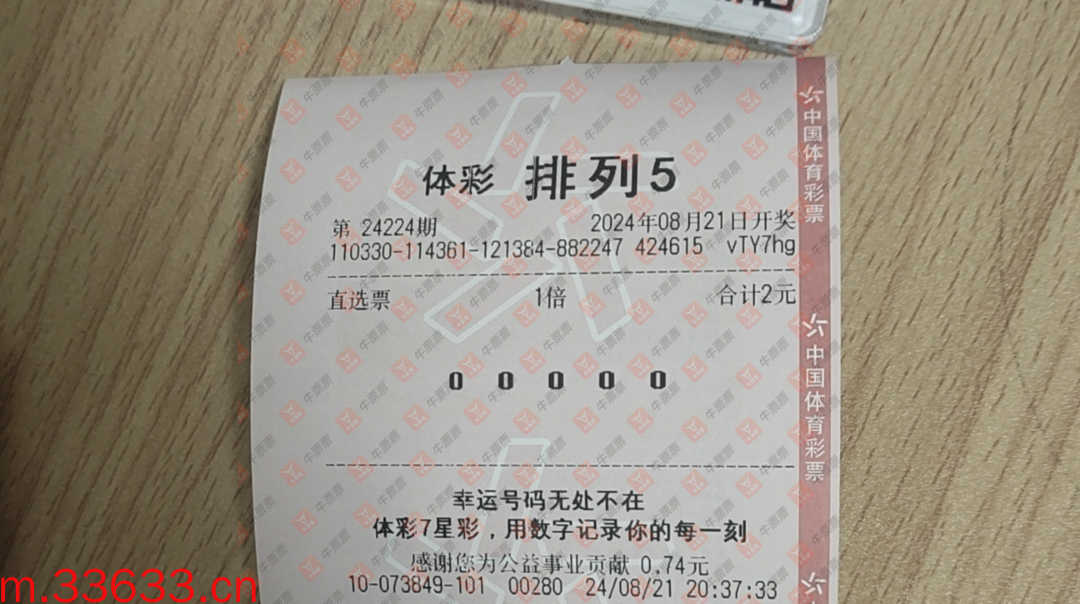 体彩 排列5
第 24224期 2024年08月21日开奖
110330-114361-121384-882247 424615 vTY7hg
直选票 1倍 合计2元
0 0 0 0 0
幸运号码无处不在
体彩7星彩，用数字记录你的每一刻
感谢您为公益事业贡献 0.74元
10-073849-101 00280 24/08/21 20:37:33
中国体育彩票
中国体育彩票
m.33633.cn